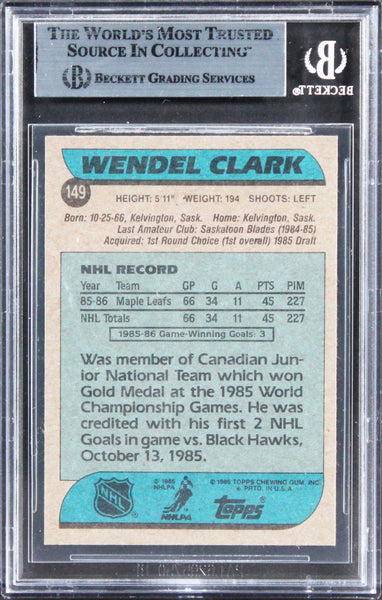 THE WORLD'S MOST TRUSTED
SOURCE IN COLLECTING™
BECKETT GRADING SERVICES
BECKETT
WENDEL CLARK
149
HEIGHT: 5'11" WEIGHT: 194 SHOOTS: LEFT
Born: 10-25-66, Kelvington, Sask. Home: Kelvington, Sask.
Last Amateur Club: Saskatoon Blades (1984-85)
Acquired: 1st Round Choice (1st overall) 1985 Draft
NHL RECORD
Year Team GP G A PTS PIM
85-86 Maple Leafs 66 34 11 45 227
NHL Totals 66 34 11 45 227
1985-86 Game-Winning Goals: 3
Was member of Canadian Jun-
ior National Team which won
Gold Medal at the 1985 World
Championship Games. He was
credited with his first 2 NHL
Goals in game vs. Black Hawks,
October 13, 1985.
NHL
© 1985
NHLPA
NHLPA
© 1986 TOPPS CHEWING GUM, INC.
PRTD. IN U.S.A.
Topps